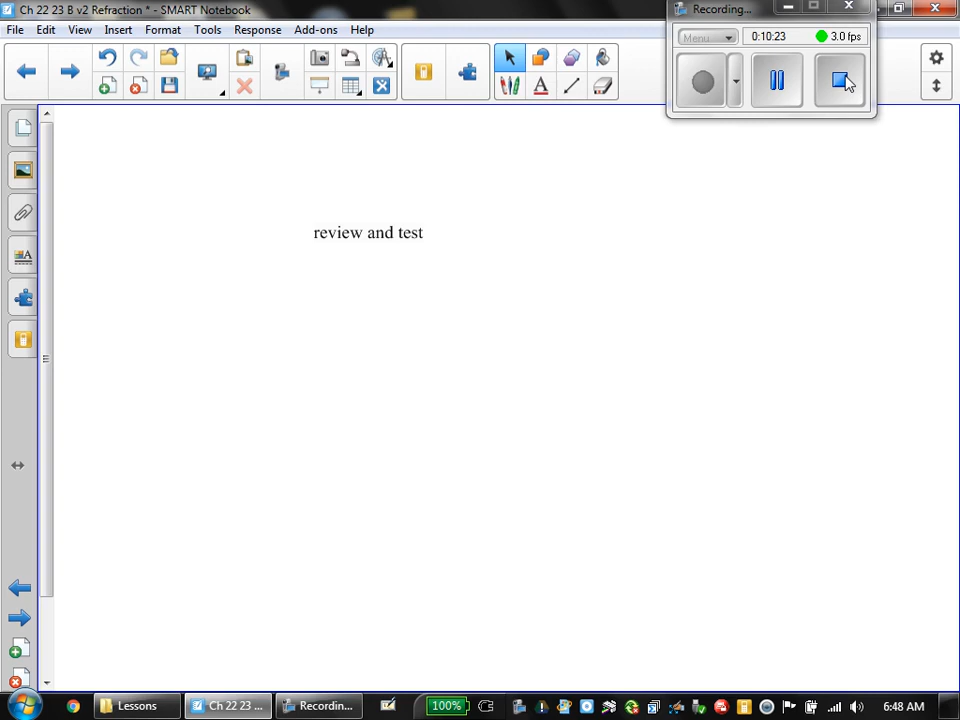 Ch 22 23 B v2 Refraction * - SMART Notebook
Recording...
File Edit View Insert Format Tools Response Add-ons Help
Menu 0:10:23 3.0 fps
review and test
Lessons Ch 22 23 ... Recordin... 100% 6:48 AM